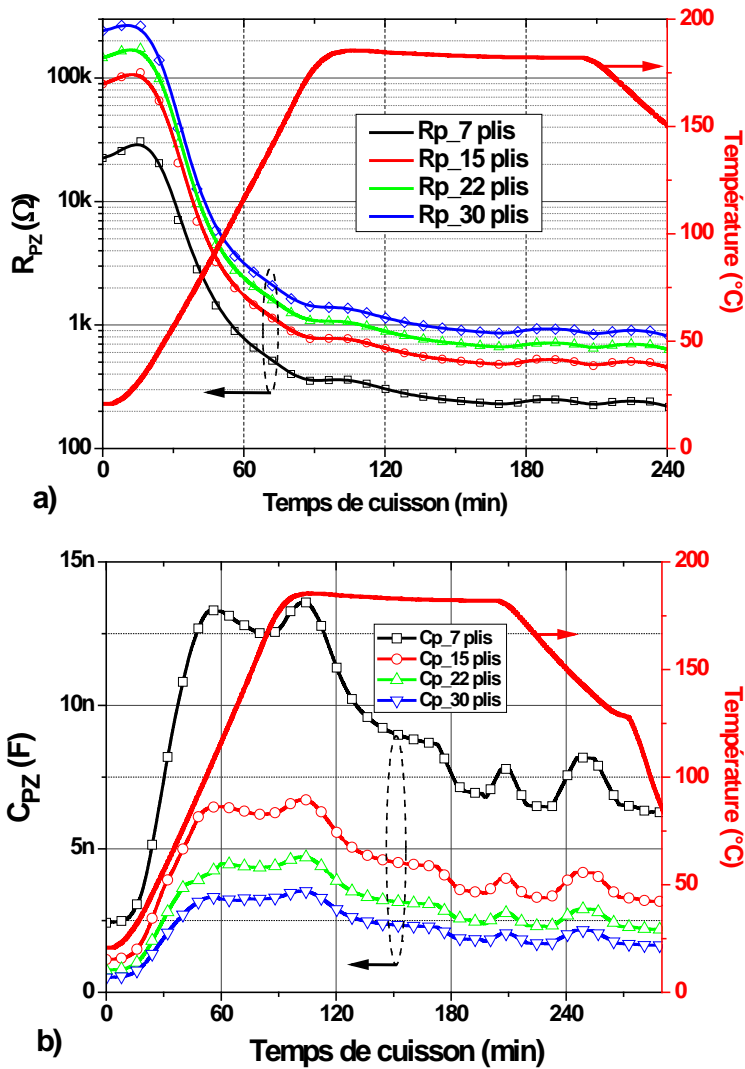 200
100k
Rp_7 plis
Rp_15 plis
Rp_22 plis
Rp_30 plis
150
10k
100
1k
50
100
0
R_PZ (Ω)
Température (°C)
0 60 120 180 240
a) Temps de cuisson (min)
15n
200
Cp_7 plis
Cp_15 plis
Cp_22 plis
Cp_30 plis
150
10n
100
5n
50
0
0
C_PZ (F)
Température (°C)
0 60 120 180 240
b) Temps de cuisson (min)